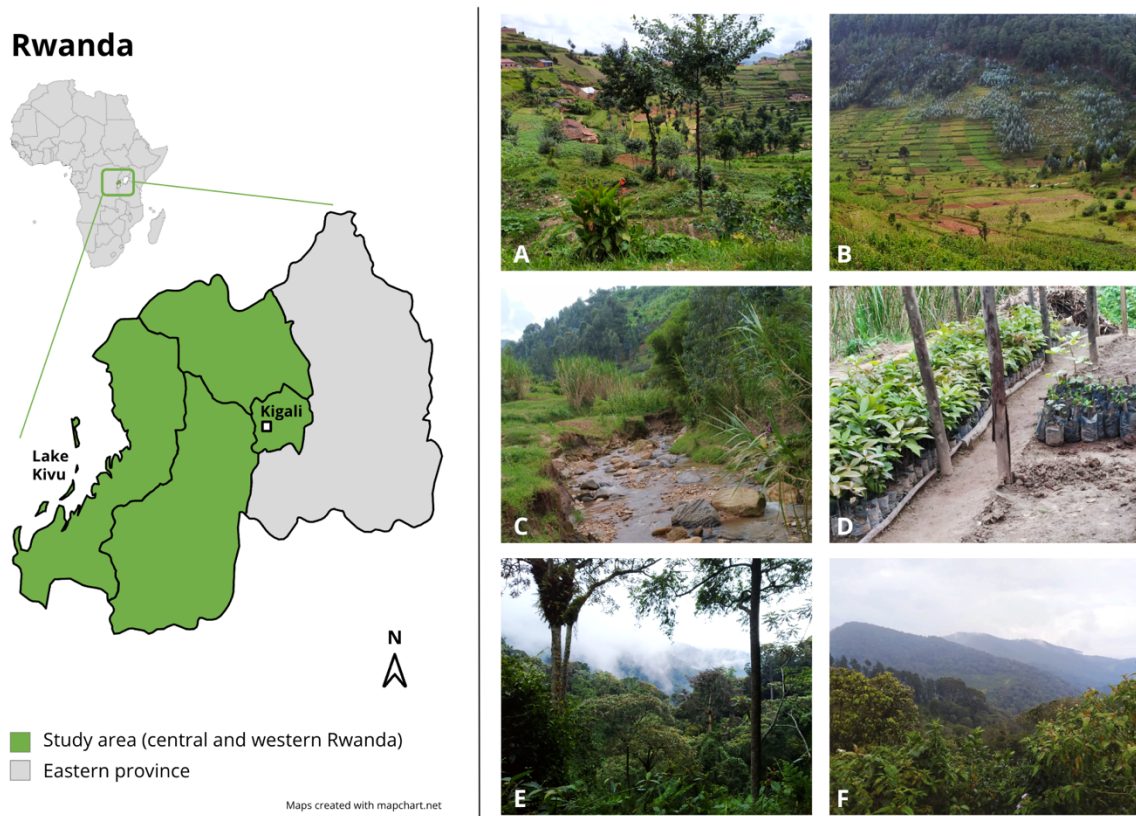 Rwanda
Kigali
Lake
Kivu
N
Study area (central and western Rwanda)
Eastern province
Maps created with mapchart.net
A
B
C
D
E
F